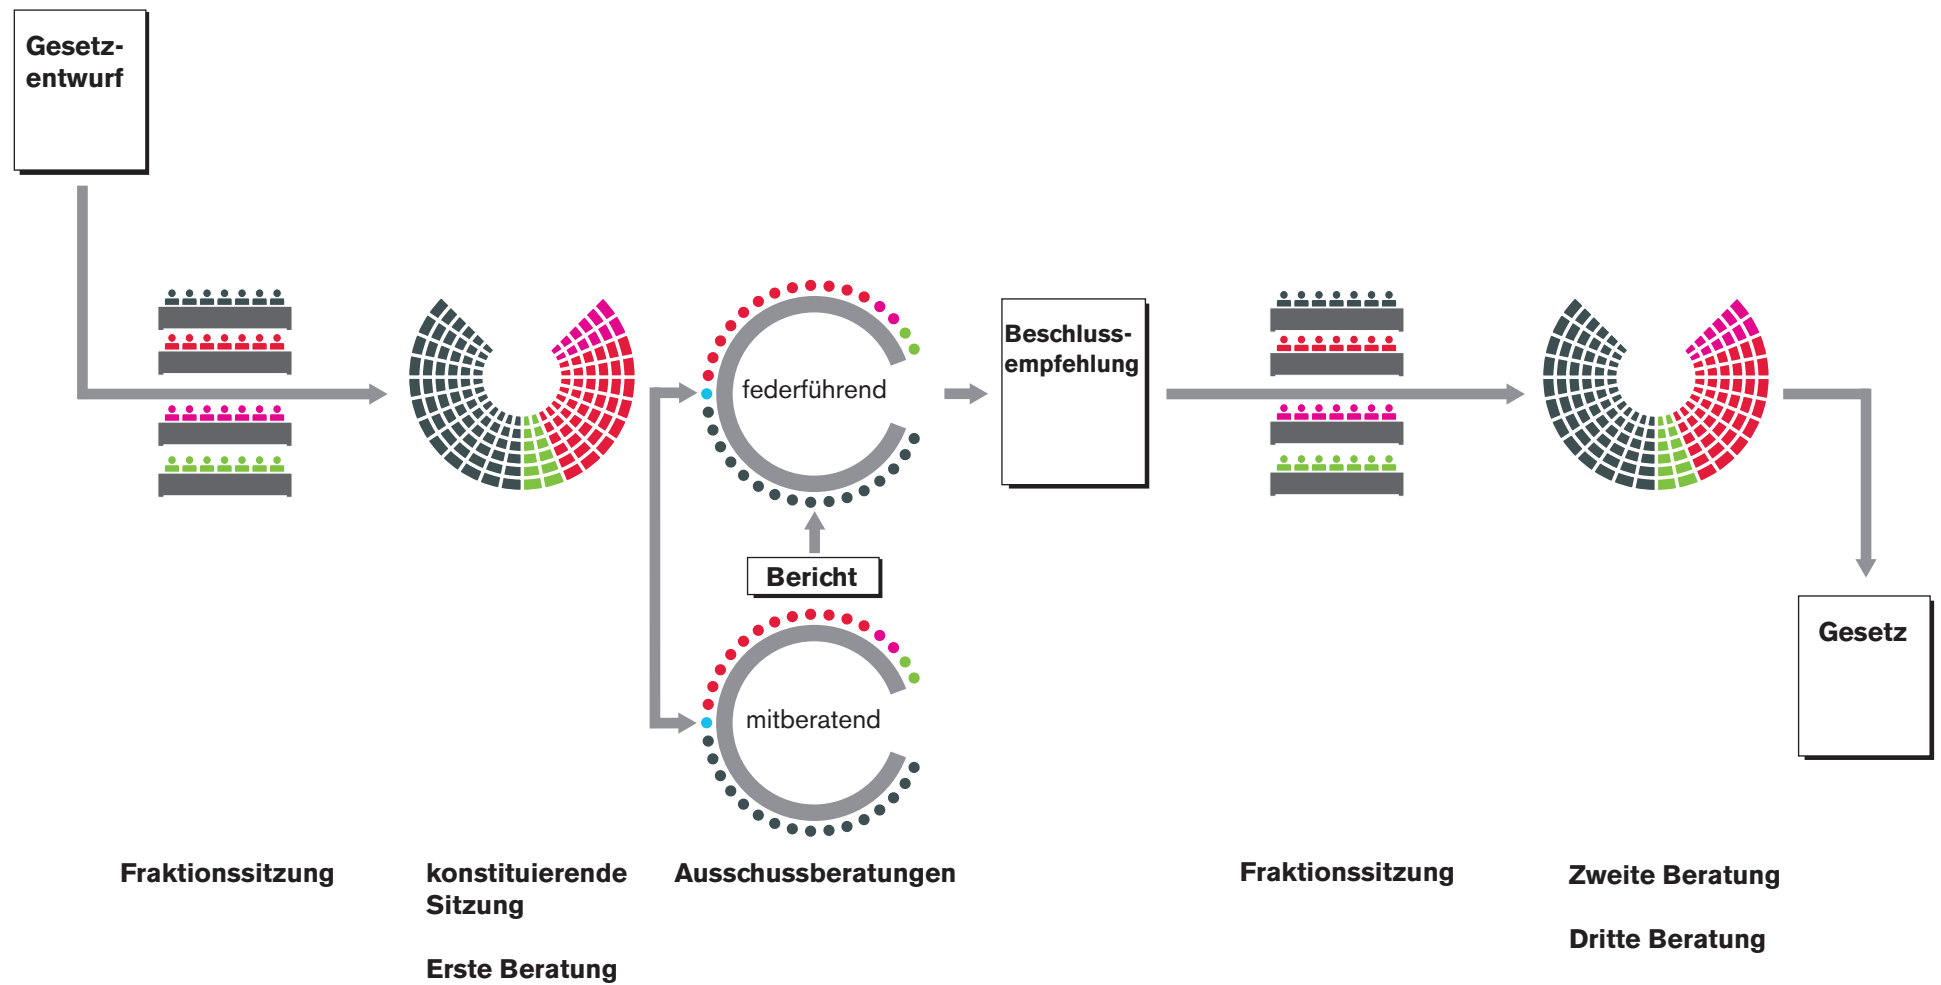 Gesetz-
entwurf
federführend
Beschluss-
empfehlung
Bericht
mitberatend
Gesetz
Fraktionssitzung
konstituierende
Sitzung
Erste Beratung
Ausschussberatungen
Fraktionssitzung
Zweite Beratung
Dritte Beratung